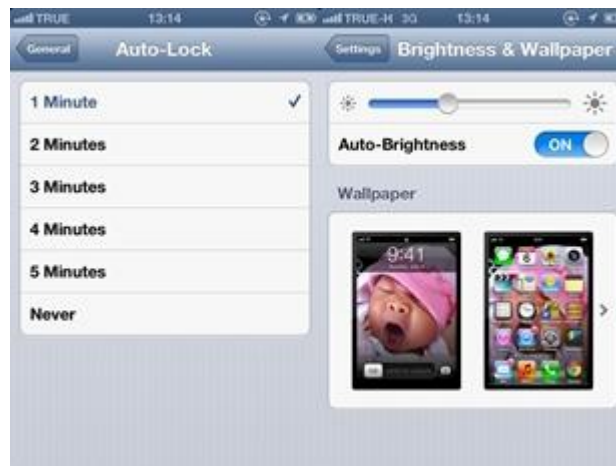 TRUE 13:14
General Auto-Lock
1 Minute
2 Minutes
3 Minutes
4 Minutes
5 Minutes
Never
TRUE-H 3G 13:14
Settings Brightness & Wallpaper
Auto-Brightness ON
Wallpaper
9:41